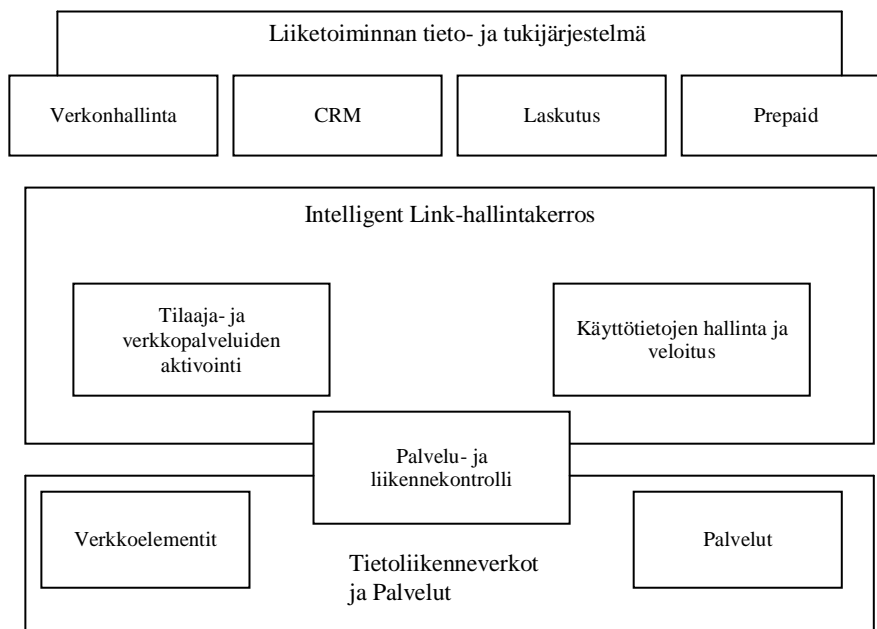 Liiketoiminnan tieto- ja tukijärjestelmä
Verkonhallinta
CRM
Laskutus
Prepaid
Intelligent Link-hallintakerros
Tilaaja- ja
verkkopalveluiden
aktivointi
Käyttötietojen hallinta ja
veloitus
Palvelu- ja
liikennekontrolli
Verkkoelementit
Palvelut
Tietoliikenneverkot
ja Palvelut